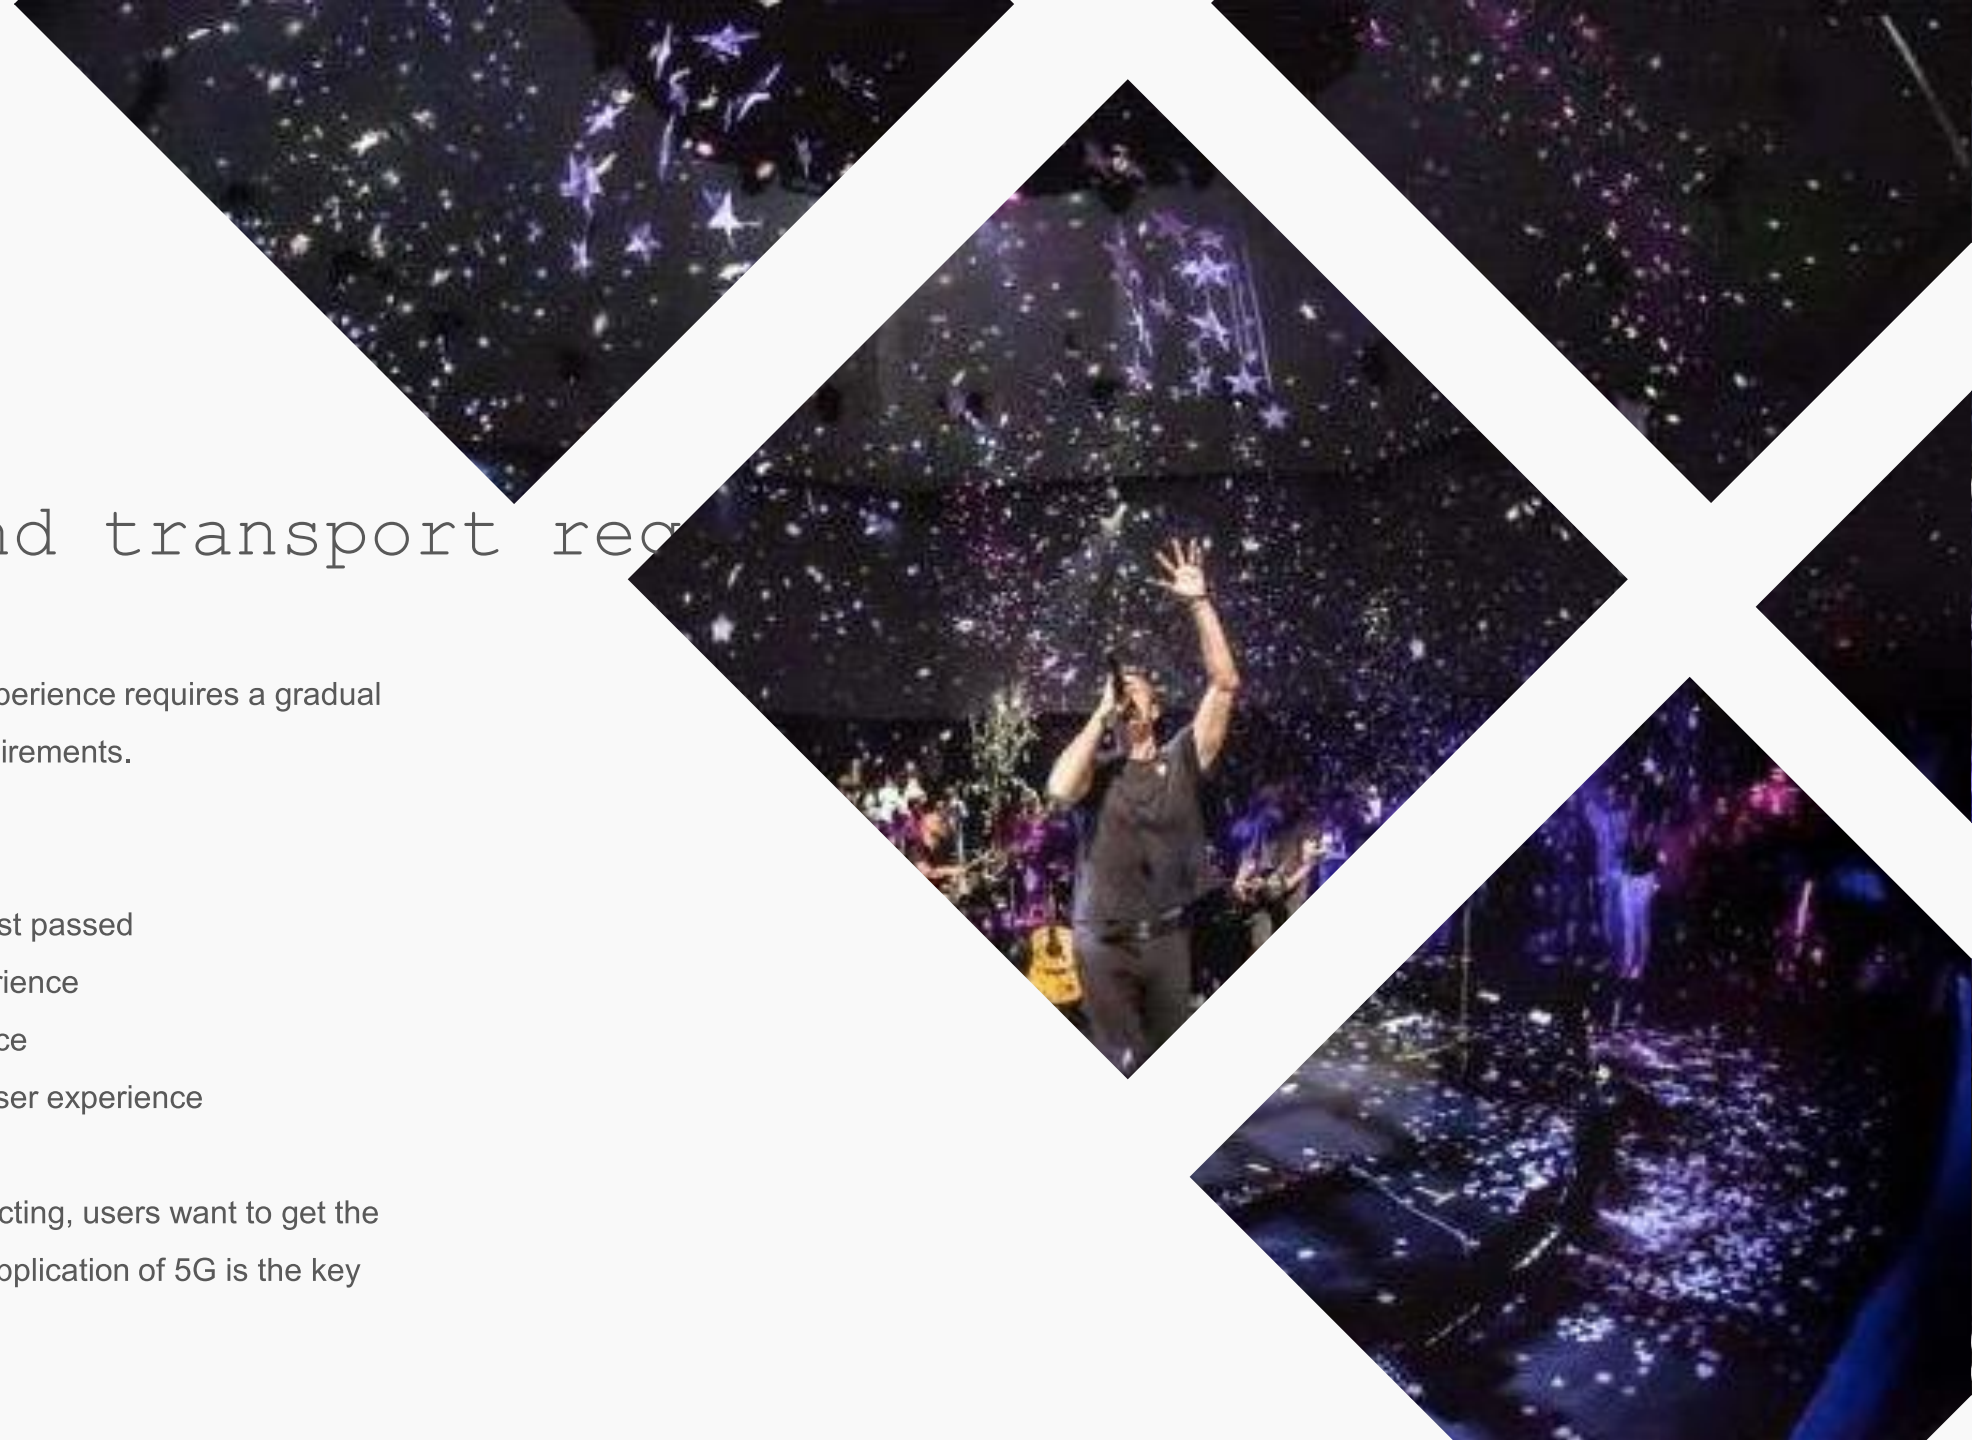 nd transport req
perience requires a gradual
irements.
st passed
rience
ce
ser experience
cting, users want to get the
pplication of 5G is the key